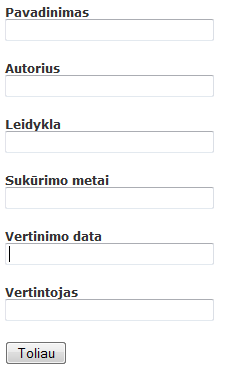 Pavadinimas
Autorius
Leidykla
Sukūrimo metai
Vertinimo data
Vertintojas
Toliau